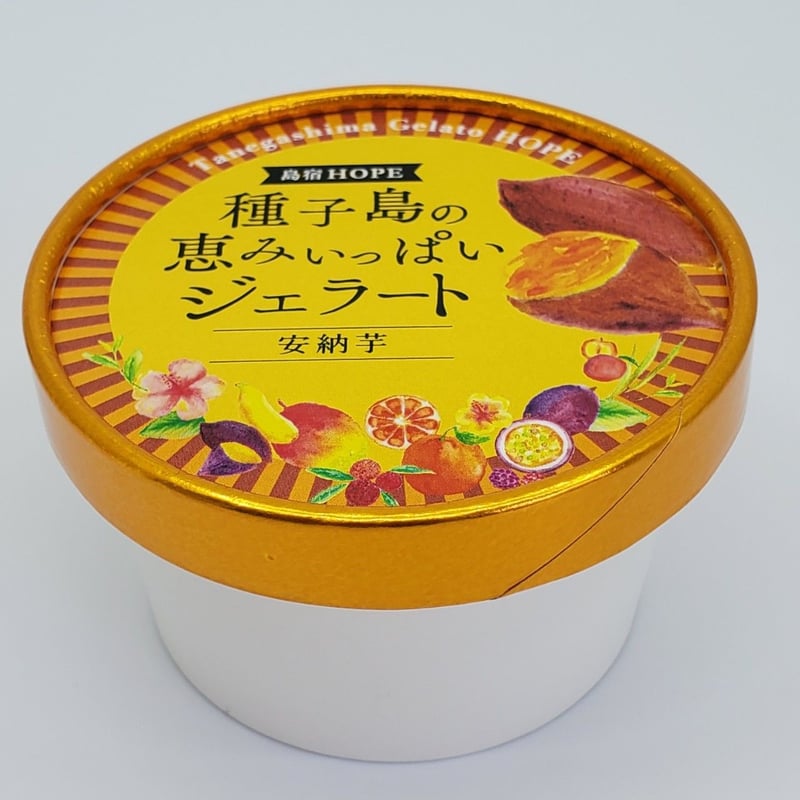 Tanegashima Gelato HOPE
島宿HOPE
種子島の
恵みいっぱい
ジェラート
安納芋